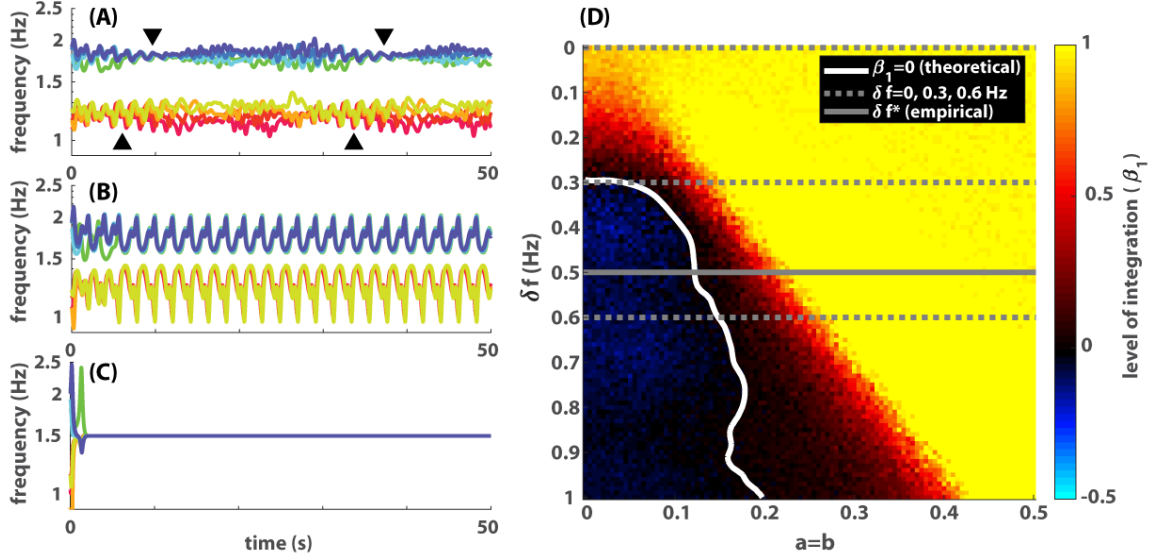 (A)
frequency (Hz)
2.5
2
1.5
1
0
50
(B)
frequency (Hz)
2.5
2
1.5
1
0
50
(C)
frequency (Hz)
2.5
2
1.5
1
0
50
time (s)
(D)
β1=0 (theoretical)
δ f=0, 0.3, 0.6 Hz
δ f* (empirical)
δ f (Hz)
0
0.1
0.2
0.3
0.4
0.5
0.6
0.7
0.8
0.9
1
0
0.1
0.2
0.3
0.4
0.5
a=b
1
0.5
0
-0.5
level of integration (β1)